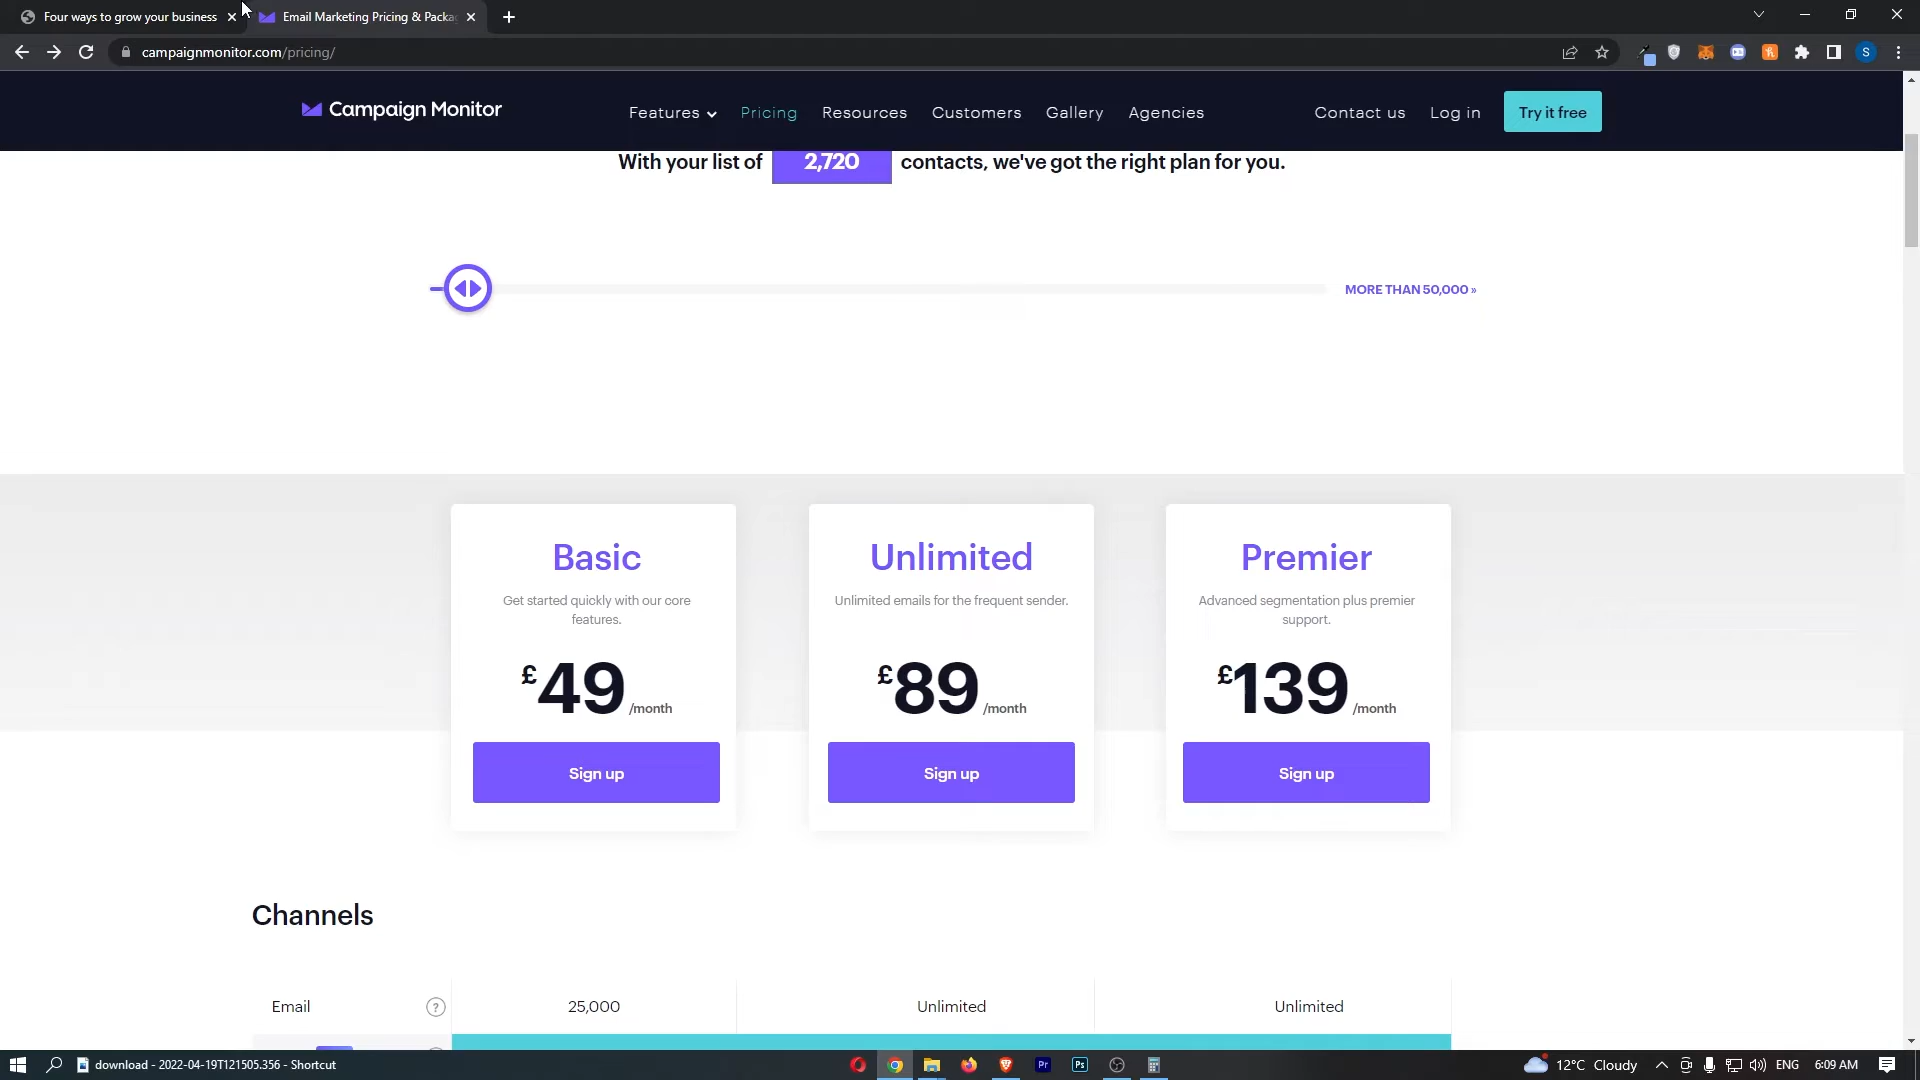 Four ways to grow your business
Email Marketing Pricing & Packa
campaignmonitor.com/pricing/
Campaign Monitor
Features
Pricing
Resources
Customers
Gallery
Agencies
Contact us
Log in
Try it free
With your list of 2,720 contacts, we've got the right plan for you.
MORE THAN 50,000 »
Basic
Get started quickly with our core
features.
£49 /month
Sign up
Unlimited
Unlimited emails for the frequent sender.
£89 /month
Sign up
Premier
Advanced segmentation plus premier
support.
£139 /month
Sign up
Channels
Email ? 25,000 Unlimited Unlimited
download - 2022-04-19T121505.356 - Shortcut
Pr
Ps
12°C Cloudy
ENG
6:09 AM
S